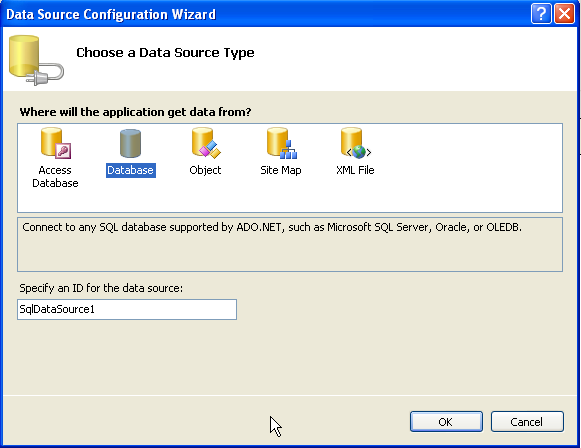 Data Source Configuration Wizard
Choose a Data Source Type
Where will the application get data from?
Access Database
Database
Object
Site Map
XML File
Connect to any SQL database supported by ADO.NET, such as Microsoft SQL Server, Oracle, or OLEDB.
Specify an ID for the data source:
SqlDataSource1
OK
Cancel